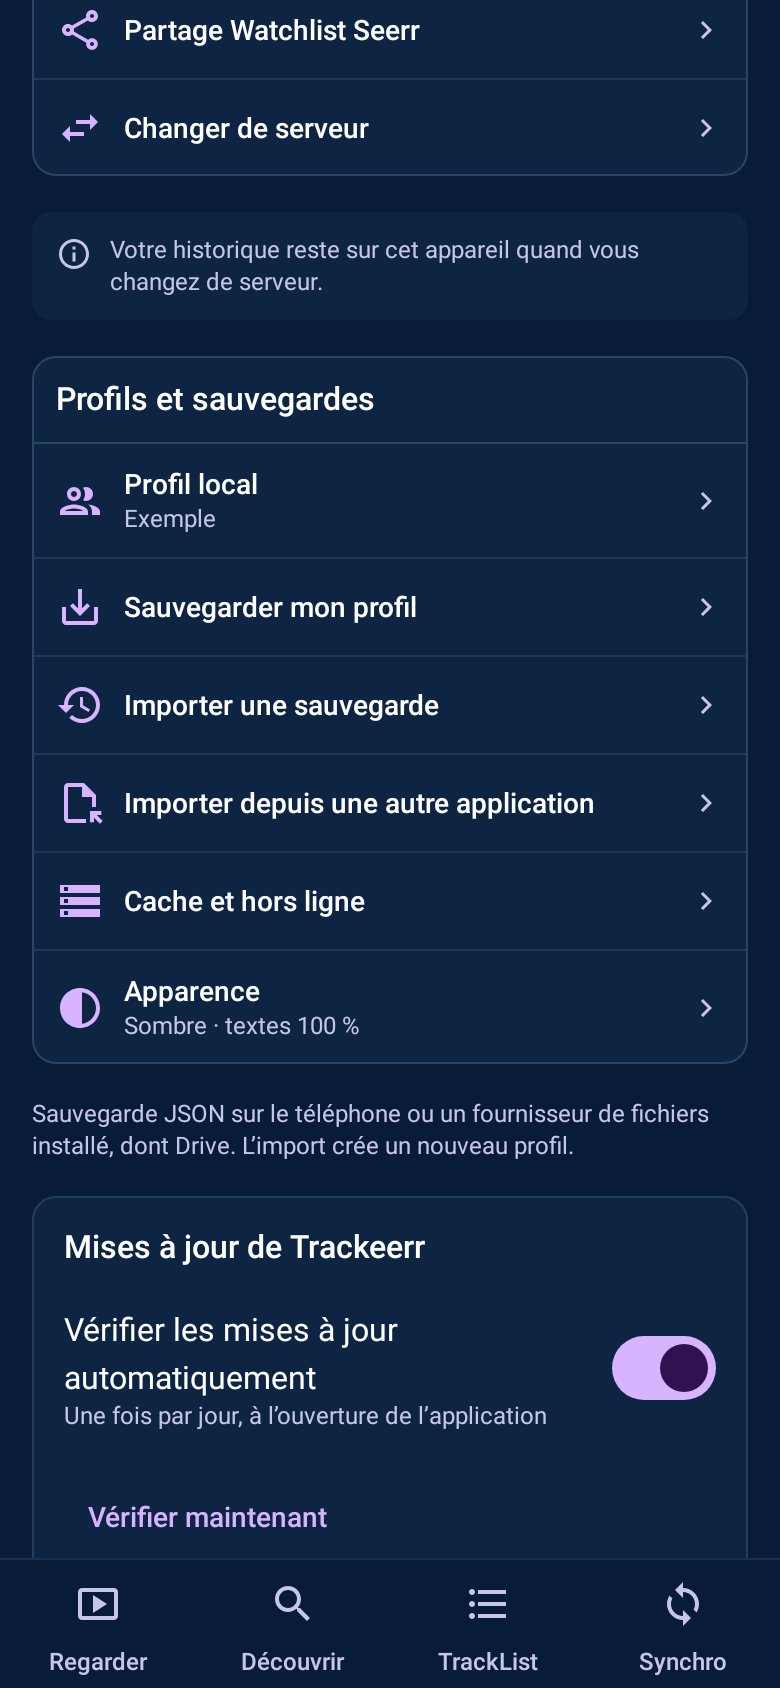 Partage Watchlist Seerr
Changer de serveur
Votre historique reste sur cet appareil quand vous
changez de serveur.
Profils et sauvegardes
Profil local
Exemple
Sauvegarder mon profil
Importer une sauvegarde
Importer depuis une autre application
Cache et hors ligne
Apparence
Sombre · textes 100 %
Sauvegarde JSON sur le téléphone ou un fournisseur de fichiers
installé, dont Drive. L’import crée un nouveau profil.
Mises à jour de Trackeerr
Vérifier les mises à jour
automatiquement
Une fois par jour, à l’ouverture de l’application
Vérifier maintenant
Regarder
Découvrir
TrackList
Synchro